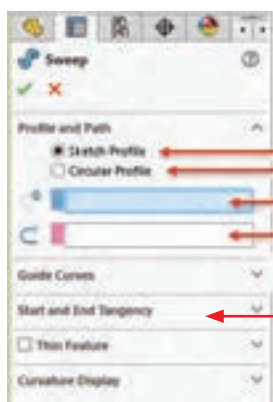 Sweep
Profile and Path
Sketch Profile
Circular Profile
Guide Curves
Start and End Tangency
Thin Feature
Curvature Display